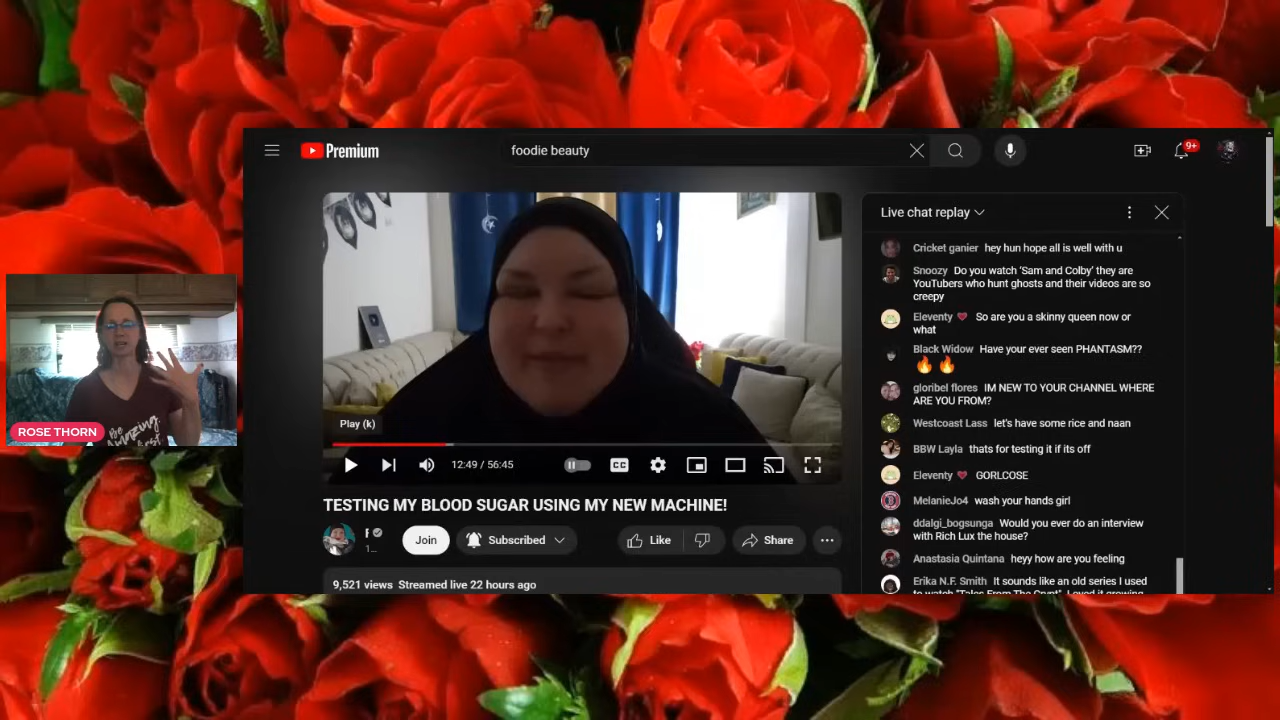 Premium
foodie beauty
9+
Live chat replay
Cricket ganier hey hun hope all is well with u
Snoozy Do you watch 'Sam and Colby' they are
YouTubers who hunt ghosts and their videos are so
creepy
Eleventy So are you a skinny queen now or
what
Black Widow Have your ever seen PHANTASM??
gloribel flores IM NEW TO YOUR CHANNEL WHERE
ARE YOU FROM?
Westcoast Lass let's have some rice and naan
BBW Layla thats for testing it if its off
Eleventy GORLCOSE
MelanieJo4 wash your hands girl
ddalgi_bogsunga Would you ever do an interview
with Rich Lux the house?
Anastasia Quintana heyy how are you feeling
Erika N.F. Smith It sounds like an old series I used
to watch "Tales From The Crypt". Loved it growing
Play (k)
12:49 / 56:45
CC
TESTING MY BLOOD SUGAR USING MY NEW MACHINE!
F
1...
Join
Subscribed
Like
Share
9,521 views Streamed live 22 hours ago
Be
Amazing
ROSE THORN